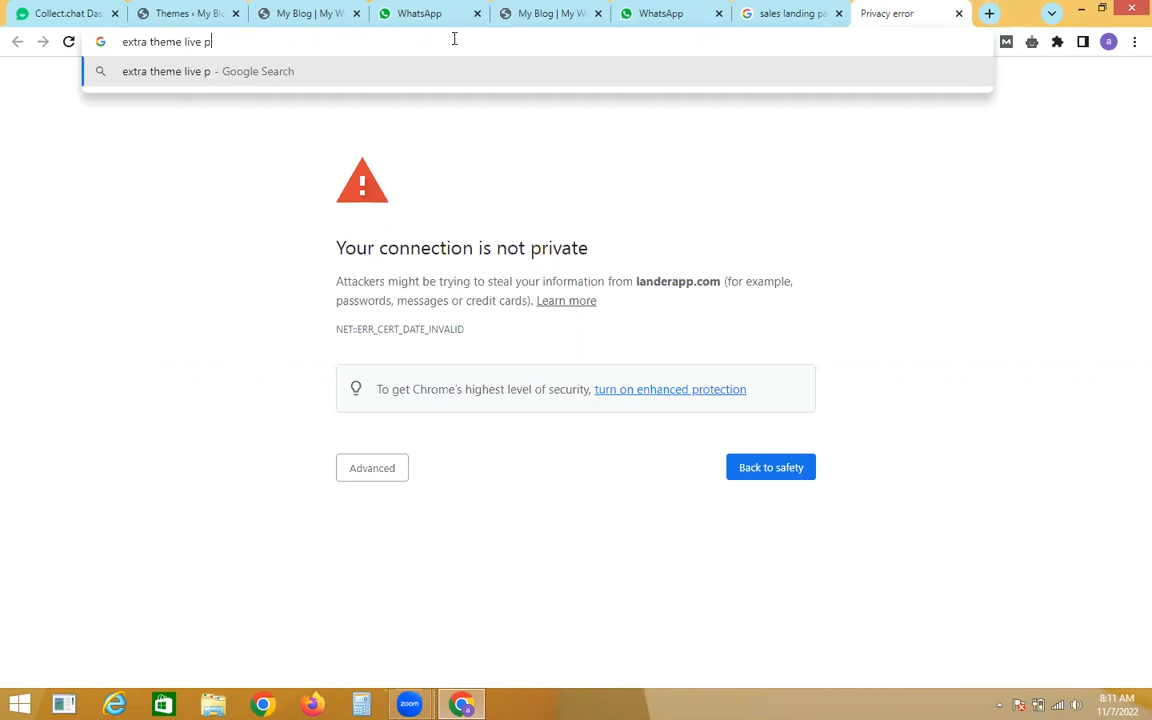 Collect.chat Das
Themes ‹ My Blo
My Blog | My W
WhatsApp
My Blog | My W
WhatsApp
sales landing pa
Privacy error
extra theme live p
M
a
extra theme live p - Google Search
Your connection is not private
Attackers might be trying to steal your information from landerapp.com (for example,
passwords, messages or credit cards). Learn more
NET::ERR_CERT_DATE_INVALID
To get Chrome's highest level of security, turn on enhanced protection
Advanced
Back to safety
zoom
a
8:11 AM
11/7/2022